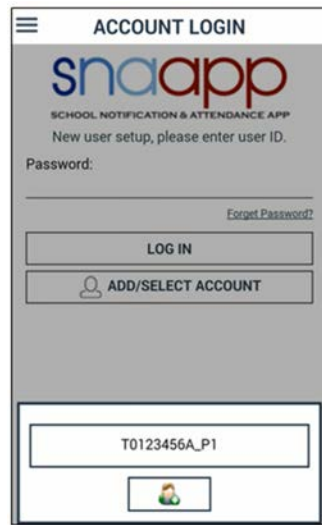 ACCOUNT LOGIN
snaapp
SCHOOL NOTIFICATION & ATTENDANCE APP
New user setup, please enter user ID.
Password:
Forget Password?
LOG IN
ADD/SELECT ACCOUNT
T0123456A_P1